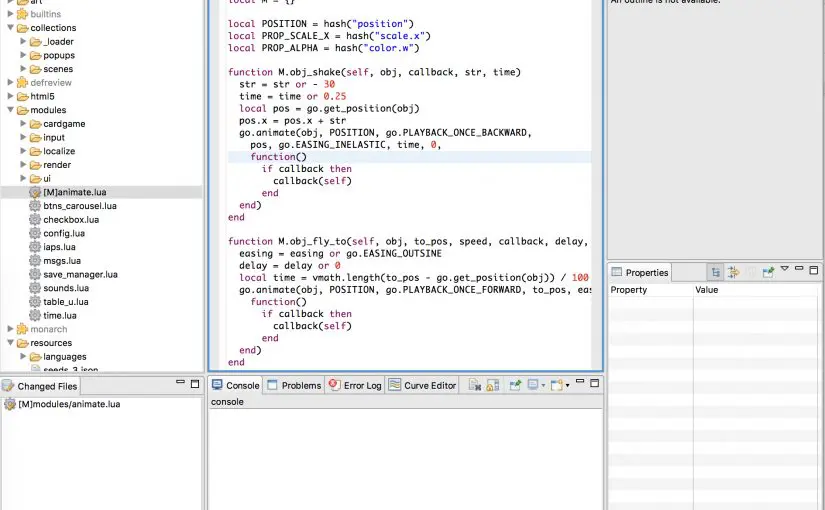 art
builtins
collections
_loader
popups
scenes
defreview
html5
modules
cardgame
input
localize
render
ui
[M]animate.lua
btns_carousel.lua
checkbox.lua
config.lua
iaps.lua
msgs.lua
save_manager.lua
sounds.lua
table_u.lua
time.lua
monarch
resources
languages
seeds_3.json
local M = {}
local POSITION = hash("position")
local PROP_SCALE_X = hash("scale.x")
local PROP_ALPHA = hash("color.w")
function M.obj_shake(self, obj, callback, str, time)
str = str or - 30
time = time or 0.25
local pos = go.get_position(obj)
pos.x = pos.x + str
go.animate(obj, POSITION, go.PLAYBACK_ONCE_BACKWARD,
pos, go.EASING_INELASTIC, time, 0,
function()
if callback then
callback(self)
end
end)
end
function M.obj_fly_to(self, obj, to_pos, speed, callback, delay,
easing = easing or go.EASING_OUTSINE
delay = delay or 0
local time = vmath.length(to_pos - go.get_position(obj)) / 100
go.animate(obj, POSITION, go.PLAYBACK_ONCE_FORWARD, to_pos, eas
function()
if callback then
callback(self)
end
end)
end
An outline is not available.
Properties
Property Value
Changed Files
[M]modules/animate.lua
Console Problems Error Log Curve Editor
console